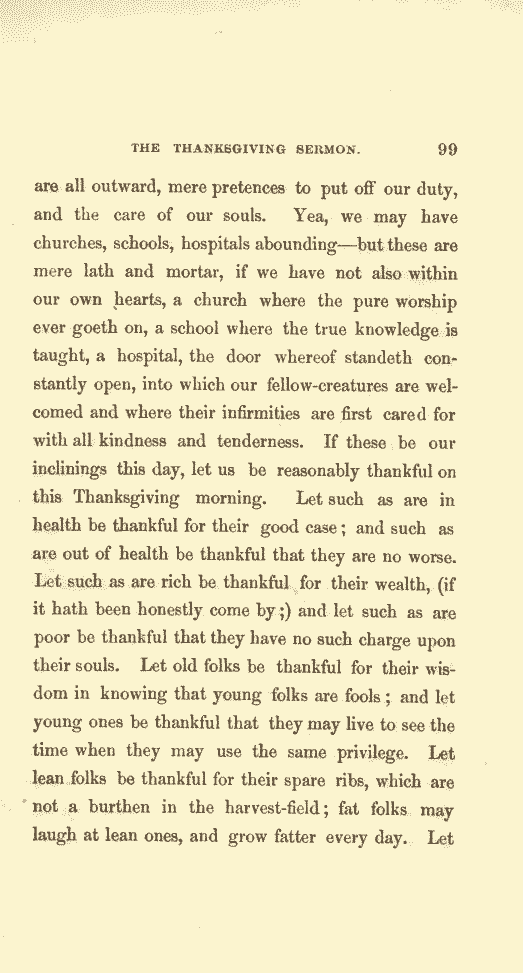 THE THANKSGIVING SERMON. 99
are all outward, mere pretences to put off our duty,
and the care of our souls. Yea, we may have
churches, schools, hospitals abounding—but these are
mere lath and mortar, if we have not also within
our own hearts, a church where the pure worship
ever goeth on, a school where the true knowledge is
taught, a hospital, the door whereof standeth con-
stantly open, into which our fellow-creatures are wel-
comed and where their infirmities are first cared for
with all kindness and tenderness. If these be our
inclinings this day, let us be reasonably thankful on
this Thanksgiving morning. Let such as are in
health be thankful for their good case; and such as
are out of health be thankful that they are no worse.
Let such as are rich be thankful for their wealth, (if
it hath been honestly come by;) and let such as are
poor be thankful that they have no such charge upon
their souls. Let old folks be thankful for their wis-
dom in knowing that young folks are fools; and let
young ones be thankful that they may live to see the
time when they may use the same privilege. Let
lean folks be thankful for their spare ribs, which are
not a burthen in the harvest-field; fat folks may
laugh at lean ones, and grow fatter every day. Let